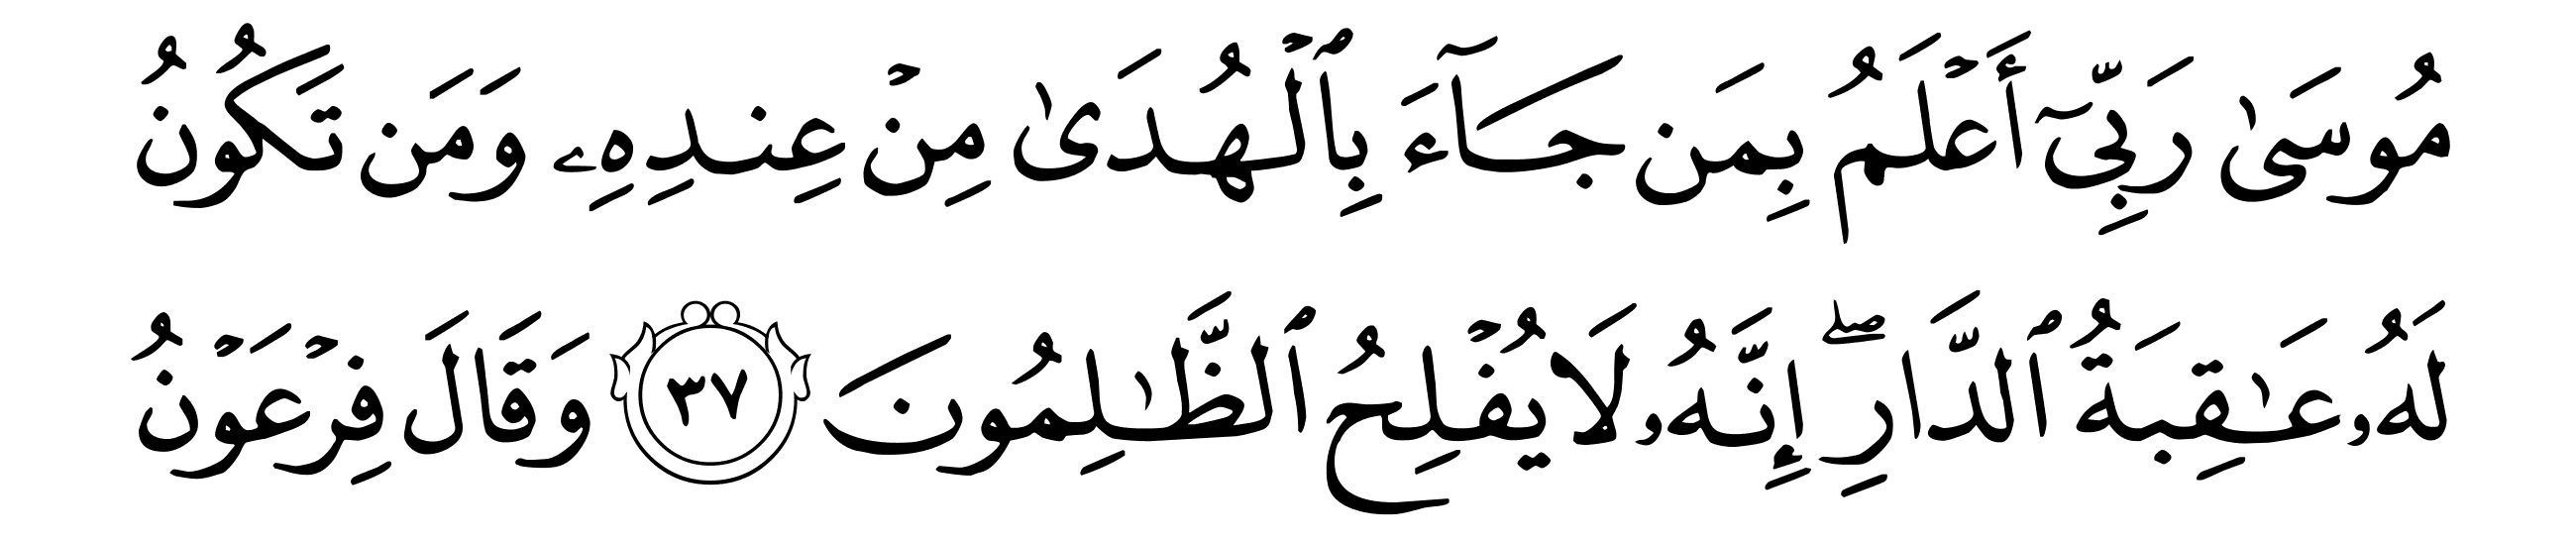 مُوسَىٰ رَبِّيٓ أَعۡلَمُ بِمَن جَآءَ بِٱلۡهُدَىٰ مِنۡ عِندِهِۦ وَمَن تَكُونُ
لَهُۥ عَٰقِبَةُ ٱلدَّارِۖ إِنَّهُۥ لَا يُفۡلِحُ ٱلظَّٰلِمُونَ ٣٧ وَقَالَ فِرۡعَوۡنُ